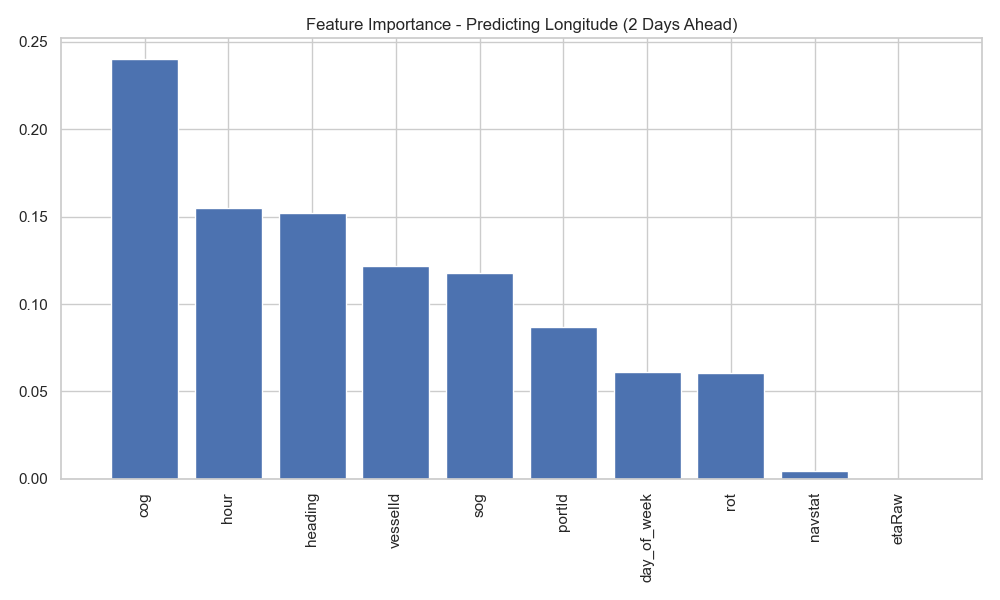 Feature Importance - Predicting Longitude (2 Days Ahead)
0.25
0.20
0.15
0.10
0.05
0.00
cog
hour
heading
vesselId
sog
portId
day_of_week
rot
navstat
etaRaw